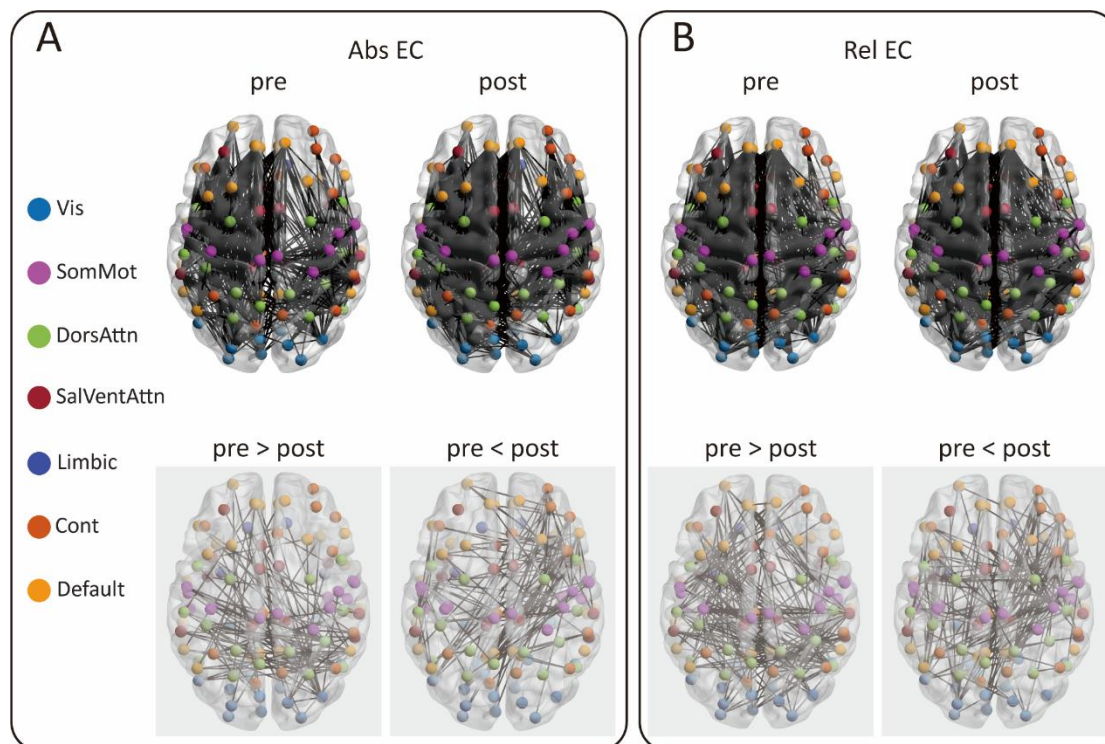 A
Abs EC
pre
post
Vis
SomMot
DorsAttn
SalVentAttn
Limbic
Cont
Default
pre > post
pre < post
B
Rel EC
pre
post
pre > post
pre < post